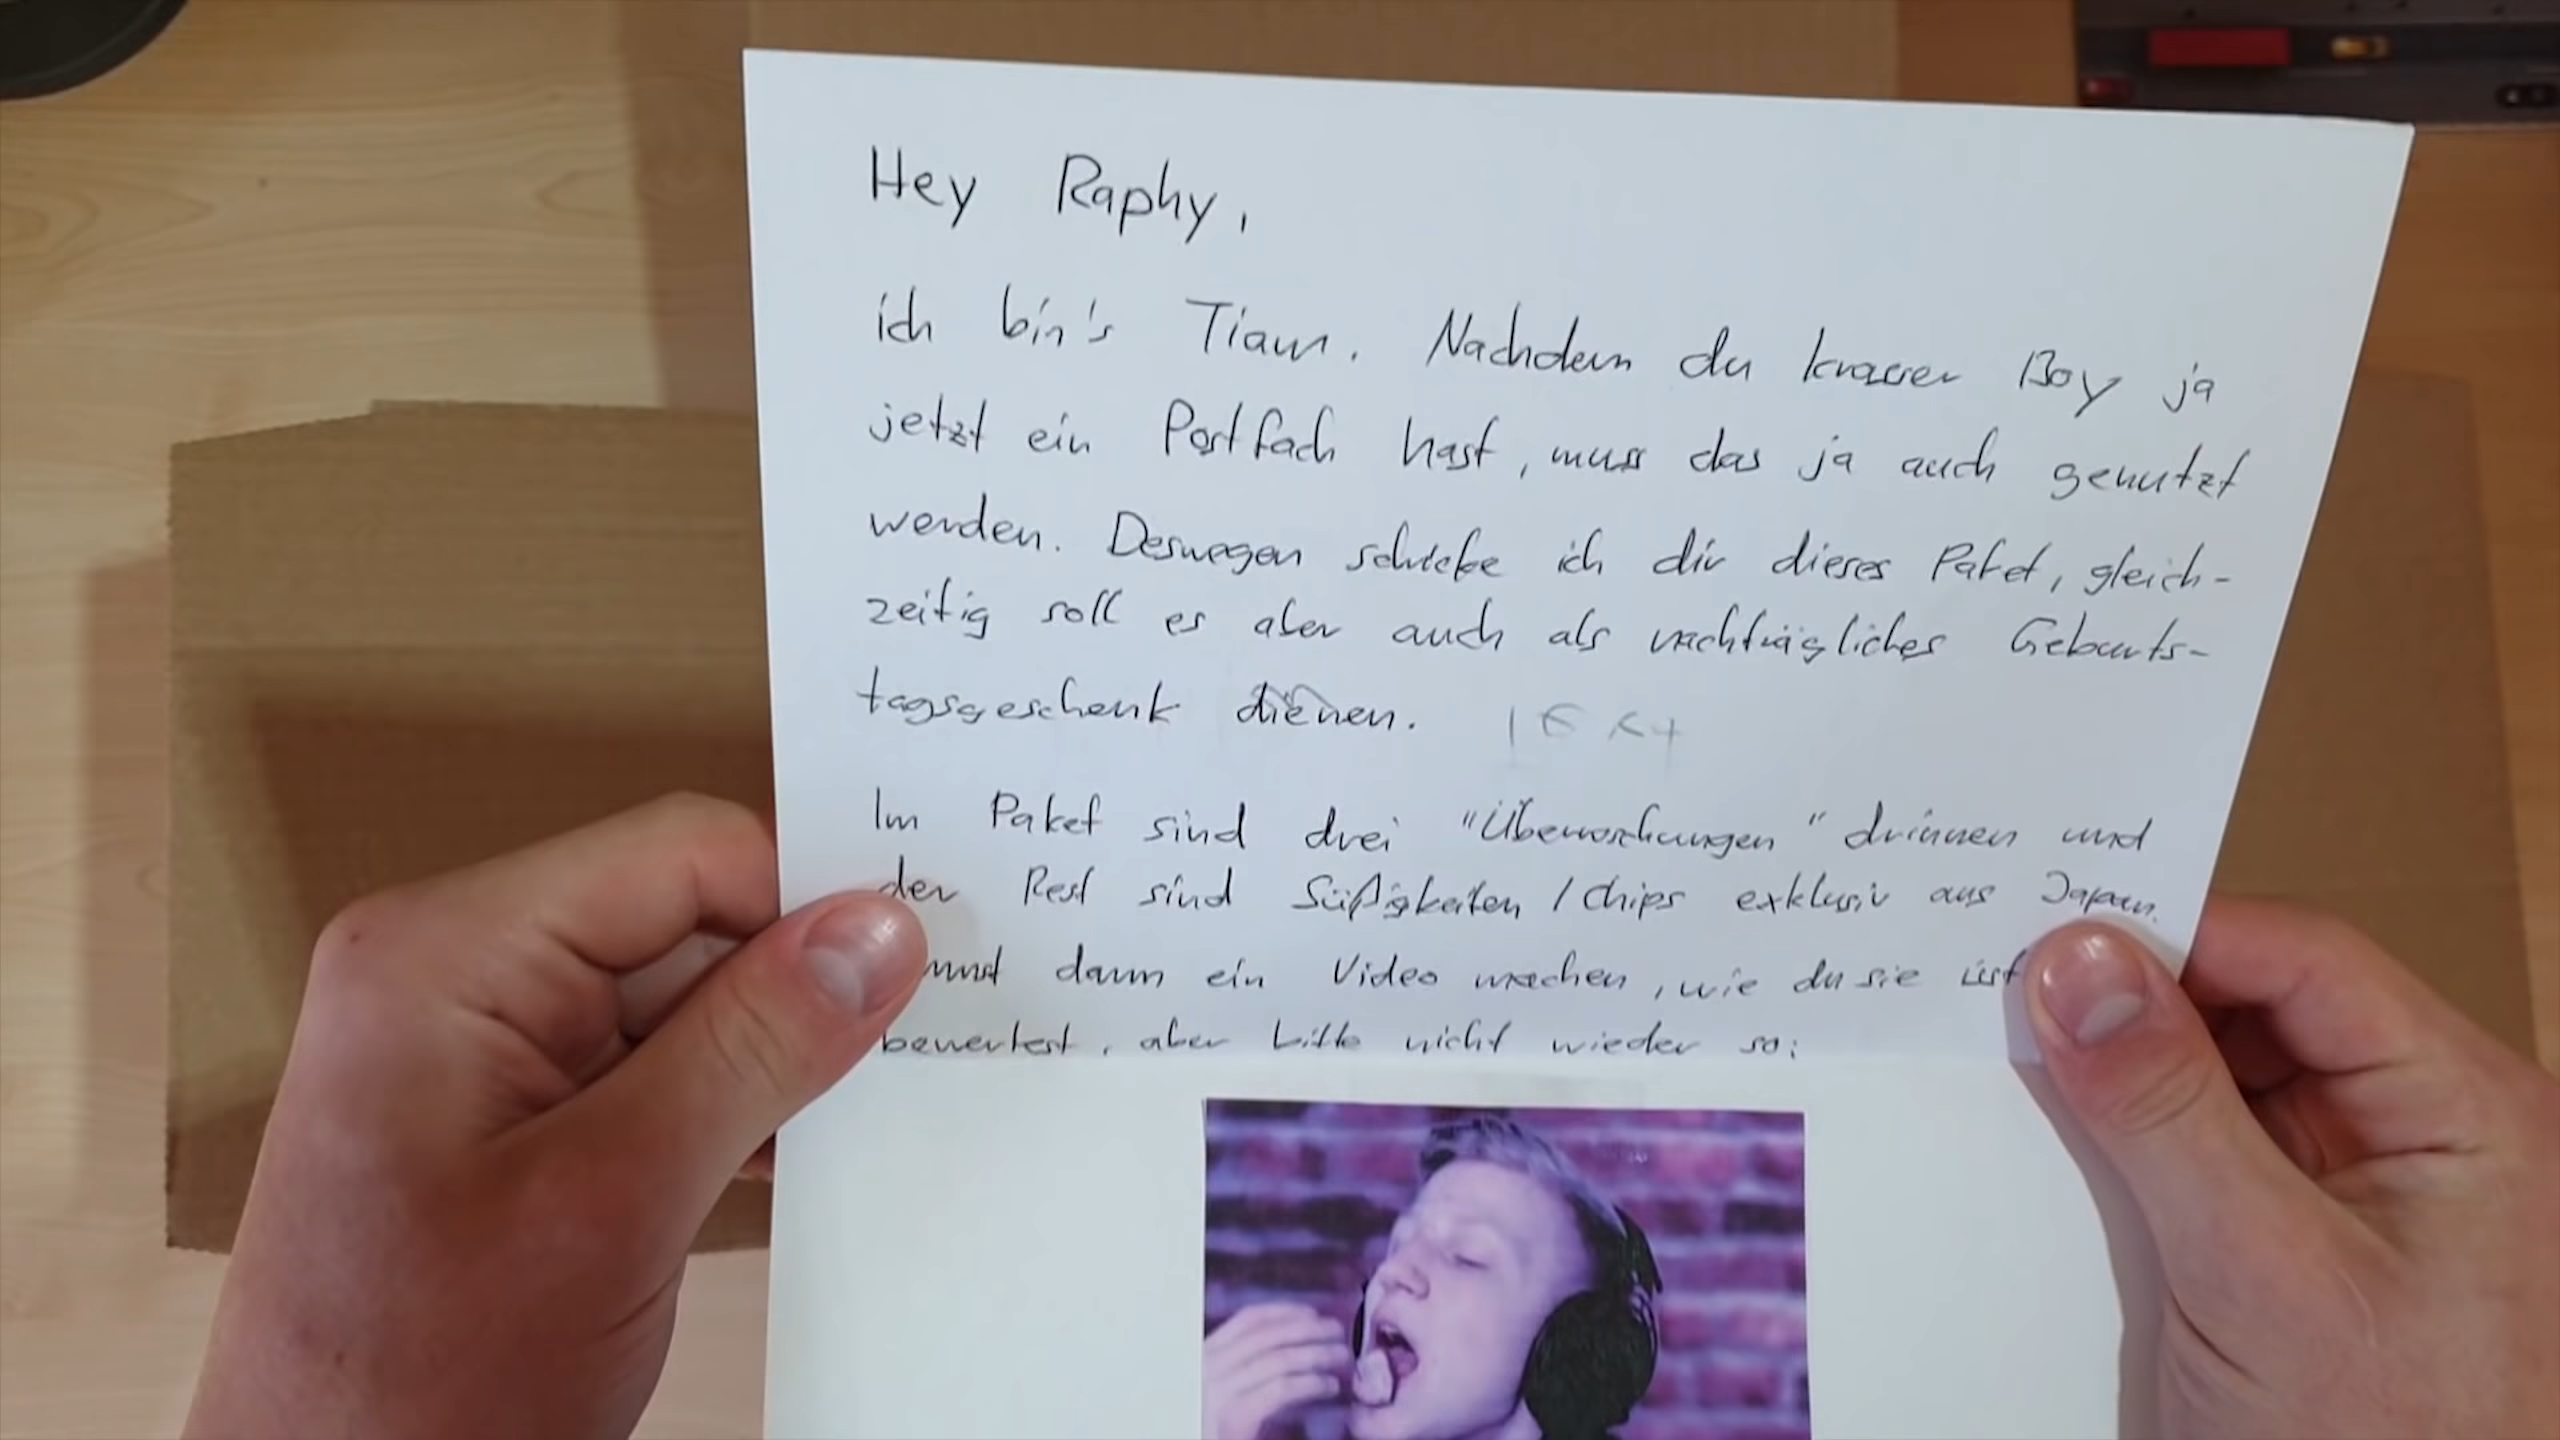 Hey Raphy,
ich bin's Tiam. Nachdem du krasser Boy ja
jetzt ein Postfach hast, muss das ja auch genutzt
werden. Deswegen schicke ich dir dieses Paket, gleich-
zeitig soll es aber auch als nachträgliches Geburts-
tagsgeschenk dienen.
Im Paket sind drei "Überraschungen" drinnen und
der Rest sind Süßigkeiten / Chips exklusiv aus Japan.
dann ein Video machen, wie du sie isst
bewertest, aber bitte nicht wieder so: